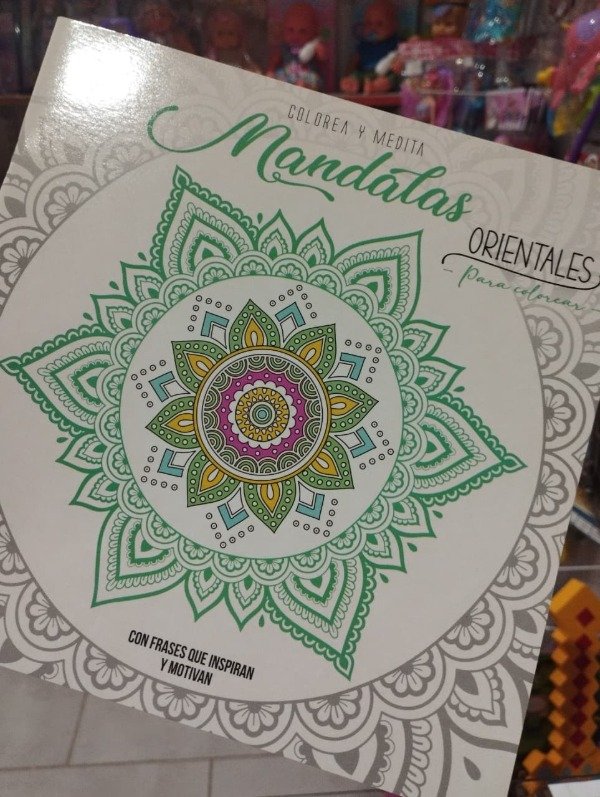 COLOREA Y MEDITA
Mandalas
ORIENTALES
- Para colorear -
CON FRASES QUE INSPIRAN
Y MOTIVAN